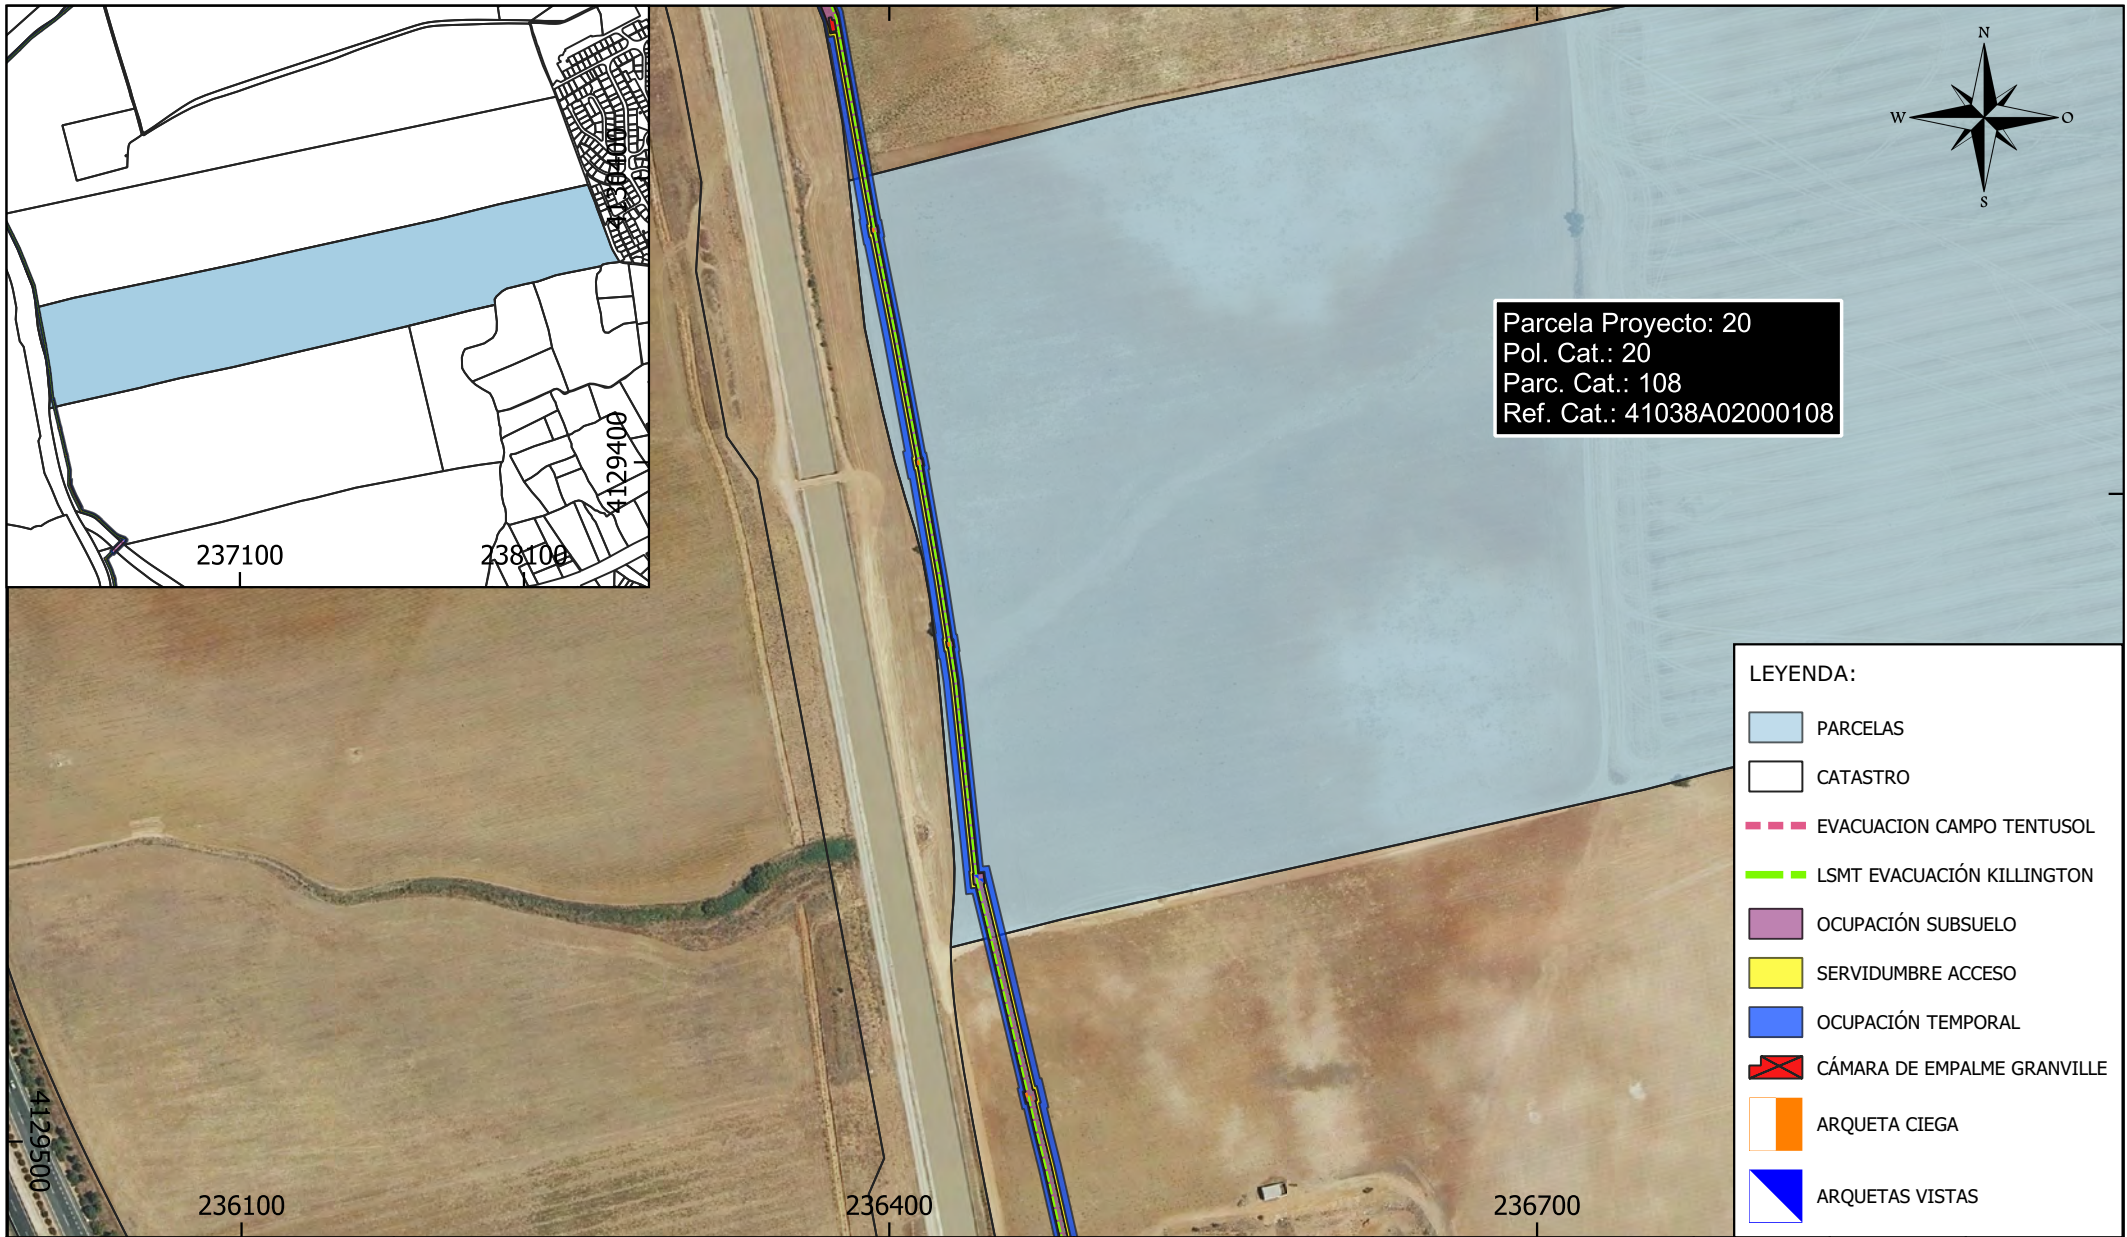 4130400
4129400
237100
238100
N
W
O
S
Parcela Proyecto: 20
Pol. Cat.: 20
Parc. Cat.: 108
Ref. Cat.: 41038A02000108
LEYENDA:
PARCELAS
CATASTRO
EVACUACION CAMPO TENTUSOL
LSMT EVACUACIÓN KILLINGTON
OCUPACIÓN SUBSUELO
SERVIDUMBRE ACCESO
OCUPACIÓN TEMPORAL
CÁMARA DE EMPALME GRANVILLE
ARQUETA CIEGA
ARQUETAS VISTAS
4129500
236100
236400
236700